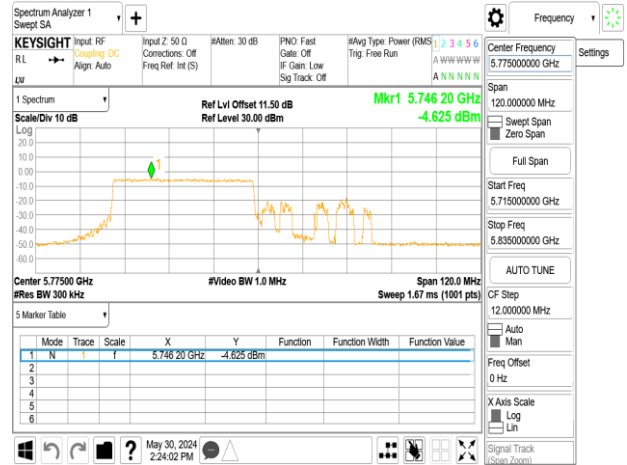 Spectrum Analyzer 1
Swept SA
Frequency
Settings
KEYSIGHT
RL
Input: RF
Coupling: DC
Align: Auto
Input Z: 50 Ω
Corrections: Off
Freq Ref: Int (S)
#Atten: 30 dB
PNO: Fast
Gate: Off
IF Gain: Low
Sig Track: Off
#Avg Type: Power (RMS
Trig: Free Run
1 2 3 4 5 6
A W W W W W
A N N N N N
1 Spectrum
Scale/Div 10 dB
Log
Ref Lvl Offset 11.50 dB
Ref Level 30.00 dBm
Mkr1 5.746 20 GHz
-4.625 dBm
20.0
10.0
0.00
-10.0
-20.0
-30.0
-40.0
-50.0
-60.0
1
Center 5.77500 GHz
#Res BW 300 kHz
#Video BW 1.0 MHz
Span 120.0 MHz
Sweep 1.67 ms (1001 pts)
5 Marker Table
Mode Trace Scale X Y Function Function Width Function Value
1 N 1 f 5.746 20 GHz -4.625 dBm
2
3
4
5
6
May 30, 2024
2:24:02 PM
Center Frequency
5.775000000 GHz
Span
120.000000 MHz
Swept Span
Zero Span
Full Span
Start Freq
5.715000000 GHz
Stop Freq
5.835000000 GHz
AUTO TUNE
CF Step
12.000000 MHz
Auto
Man
Freq Offset
0 Hz
X Axis Scale
Log
Lin
Signal Track
(Span Zoom)